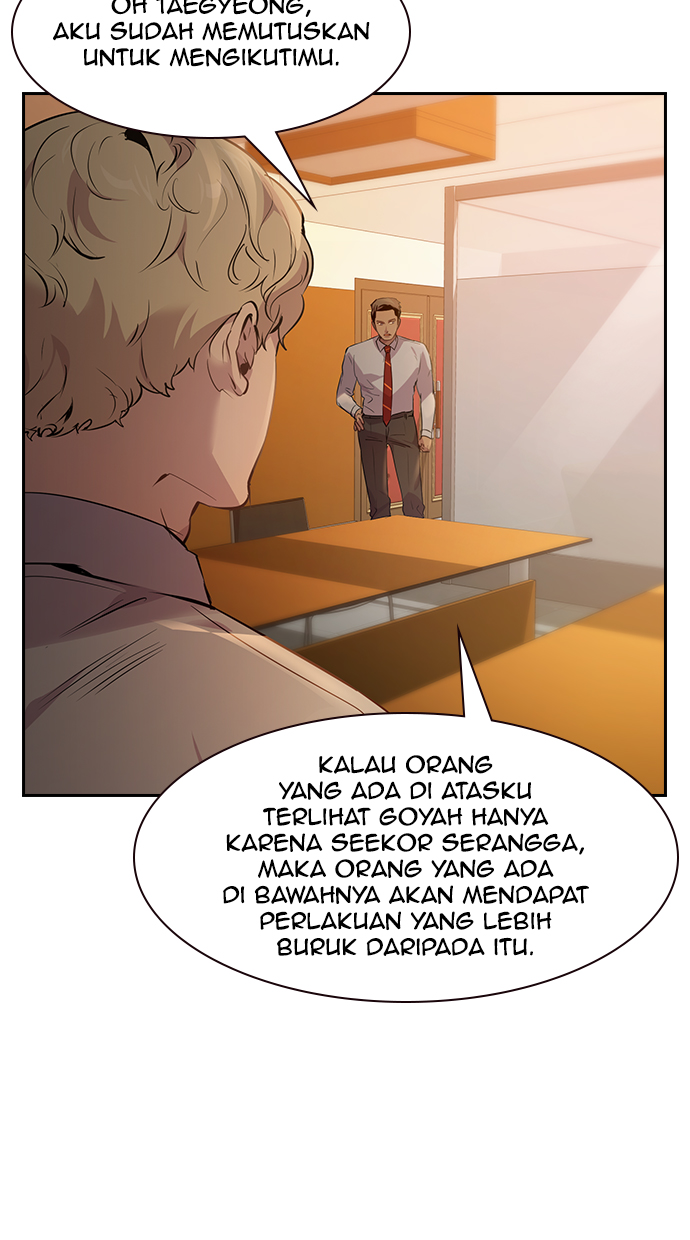 OH TAEGYEONG,
AKU SUDAH MEMUTUSKAN
UNTUK MENGIKUTIMU.
KALAU ORANG
YANG ADA DI ATASKU
TERLIHAT GOYAH HANYA
KARENA SEEKOR SERANGGA,
MAKA ORANG YANG ADA
DI BAWAHNYA AKAN MENDAPAT
PERLAKUAN YANG LEBIH
BURUK DARIPADA ITU.